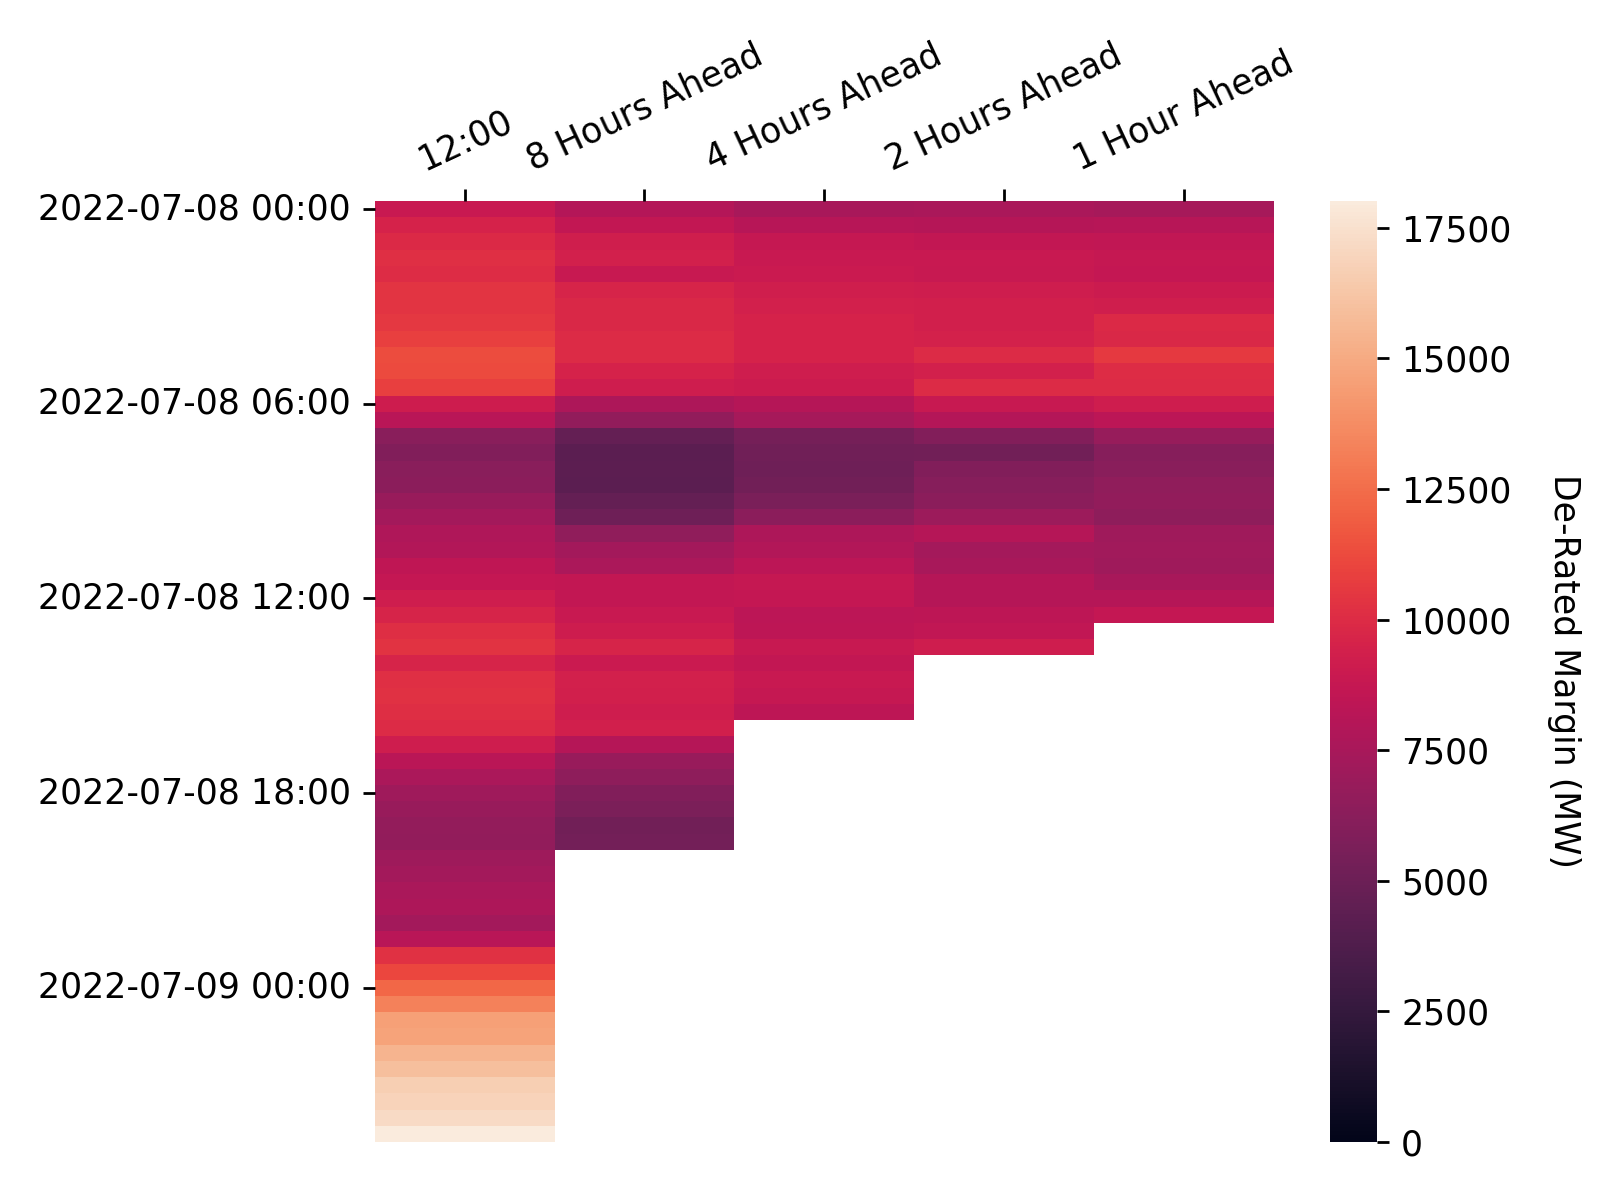 12:00
8 Hours Ahead
4 Hours Ahead
2 Hours Ahead
1 Hour Ahead
2022-07-08 00:00
2022-07-08 06:00
2022-07-08 12:00
2022-07-08 18:00
2022-07-09 00:00
17500
15000
12500
10000
7500
5000
2500
0
De-Rated Margin (MW)